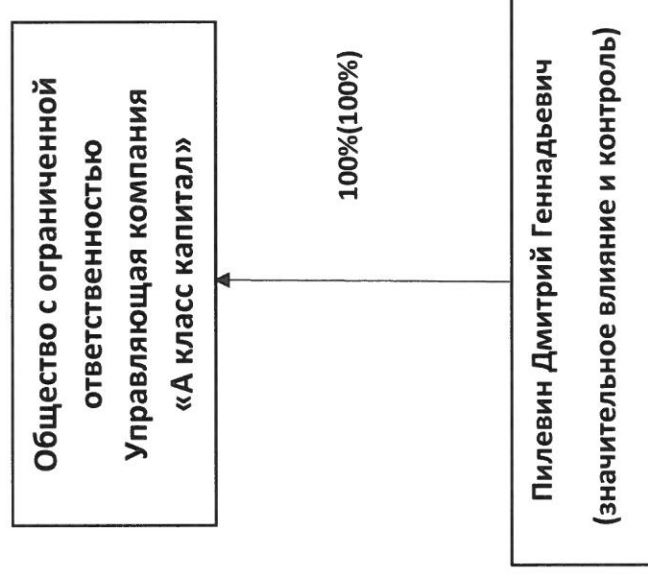 Общество с ограниченной
ответственностью
Управляющая компания
«А класс капитал»
100%(100%)
Пилевин Дмитрий Геннадьевич
(значительное влияние и контроль)